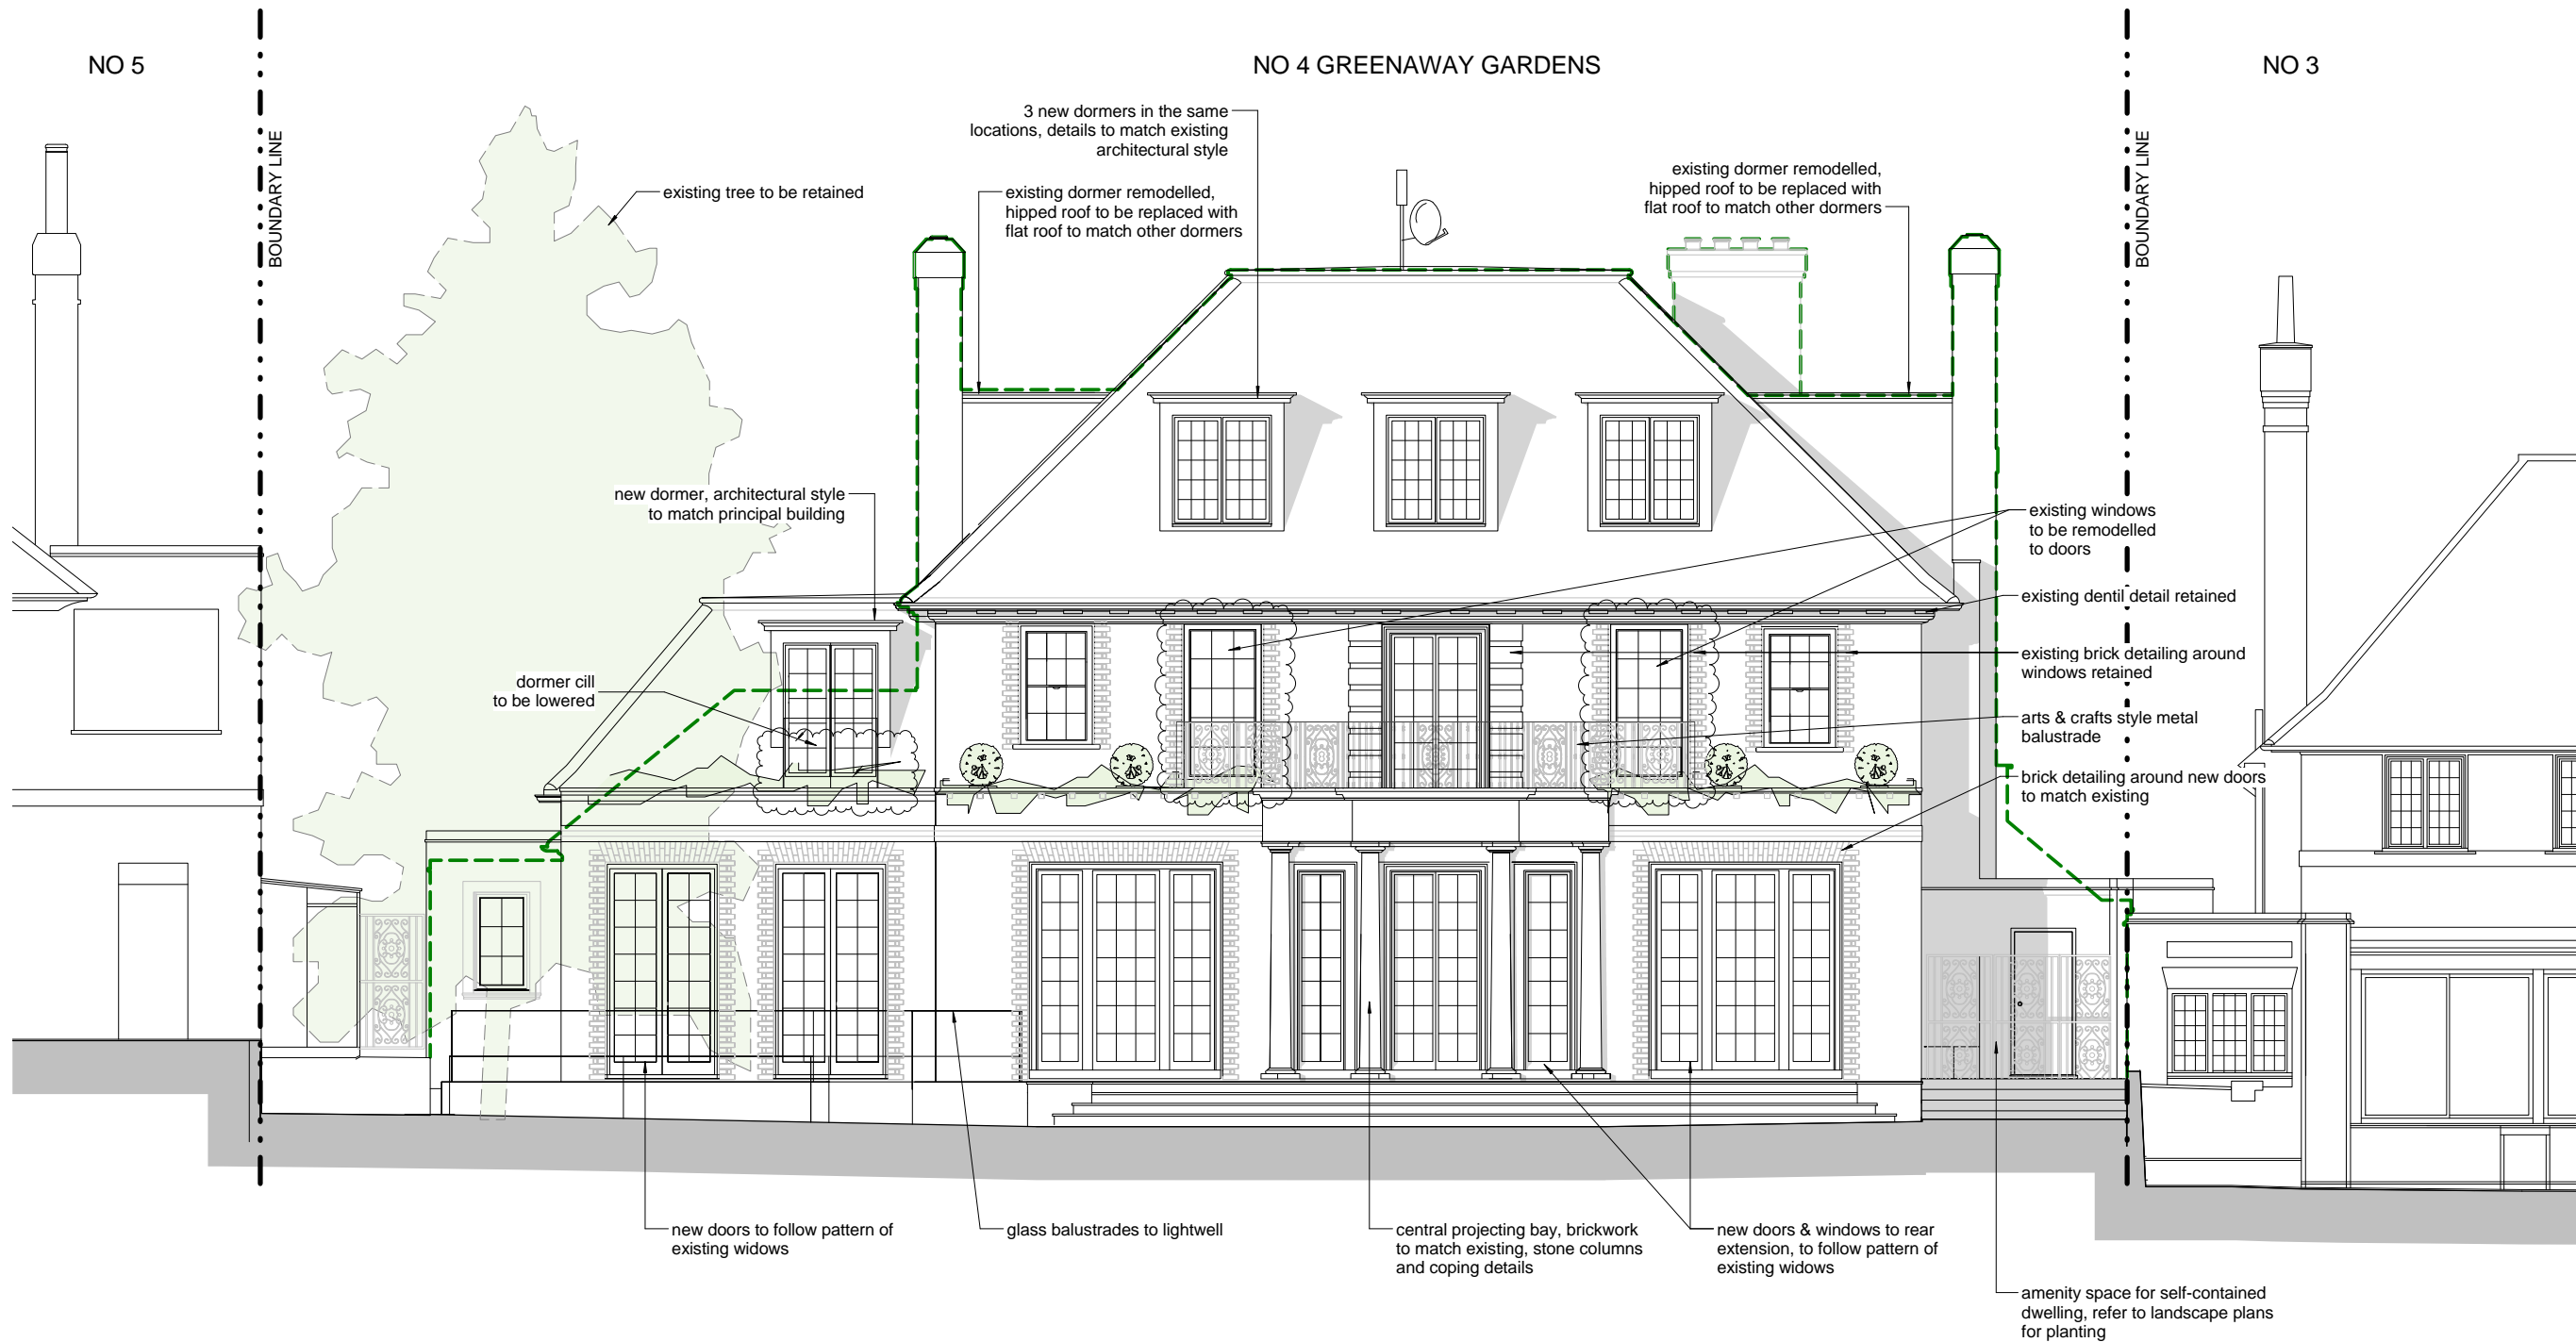 NO 5
NO 4 GREENAWAY GARDENS
NO 3
BOUNDARY LINE
BOUNDARY LINE
3 new dormers in the same
locations, details to match existing
architectural style
existing tree to be retained
existing dormer remodelled,
hipped roof to be replaced with
flat roof to match other dormers
existing dormer remodelled,
hipped roof to be replaced with
flat roof to match other dormers
new dormer, architectural style
to match principal building
existing windows
to be remodelled
to doors
existing dentil detail retained
existing brick detailing around
windows retained
dormer cill
to be lowered
arts & crafts style metal
balustrade
brick detailing around new doors
to match existing
new doors to follow pattern of
existing widows
glass balustrades to lightwell
central projecting bay, brickwork
to match existing, stone columns
and coping details
new doors & windows to rear
extension, to follow pattern of
existing widows
amenity space for self-contained
dwelling, refer to landscape plans
for planting